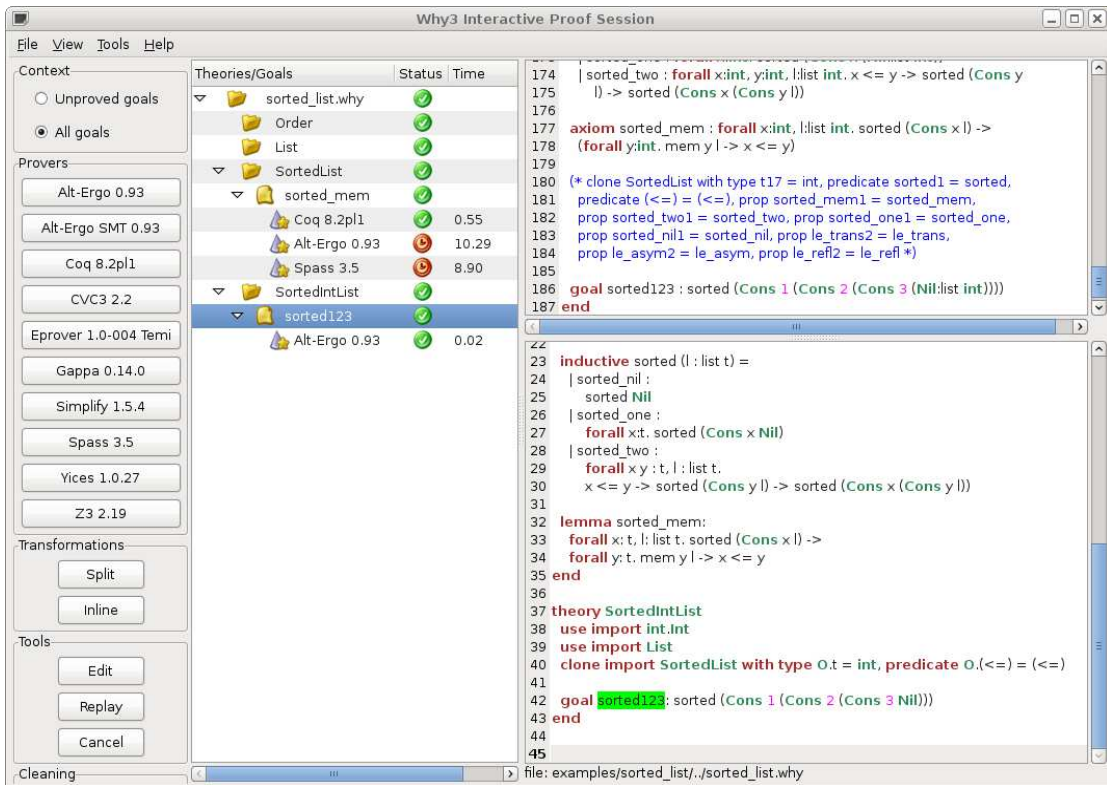 Why3 Interactive Proof Session
File View Tools Help
Context
Unproved goals
All goals
Provers
Alt-Ergo 0.93
Alt-Ergo SMT 0.93
Coq 8.2pl1
CVC3 2.2
Eprover 1.0-004 Temi
Gappa 0.14.0
Simplify 1.5.4
Spass 3.5
Yices 1.0.27
Z3 2.19
Transformations
Split
Inline
Tools
Edit
Replay
Cancel
Cleaning
Theories/Goals Status Time
sorted_list.why
Order
List
SortedList
sorted_mem
Coq 8.2pl1 0.55
Alt-Ergo 0.93 10.29
Spass 3.5 8.90
SortedIntList
sorted123
Alt-Ergo 0.93 0.02
174 | sorted_two : forall x:int, y:int, l:list int. x <= y -> sorted (Cons y
175 l) -> sorted (Cons x (Cons y l))
176
177 axiom sorted_mem : forall x:int, l:list int. sorted (Cons x l) ->
178 (forall y:int. mem y l -> x <= y)
179
180 (* clone SortedList with type t17 = int, predicate sorted1 = sorted,
181 predicate (<=) = (<=), prop sorted_mem1 = sorted_mem,
182 prop sorted_two1 = sorted_two, prop sorted_one1 = sorted_one,
183 prop sorted_nil1 = sorted_nil, prop le_trans2 = le_trans,
184 prop le_asym2 = le_asym, prop le_refl2 = le_refl *)
185
186 goal sorted123 : sorted (Cons 1 (Cons 2 (Cons 3 (Nil:list int))))
187 end
22
23 inductive sorted (l : list t) =
24 | sorted_nil :
25 sorted Nil
26 | sorted_one :
27 forall x:t. sorted (Cons x Nil)
28 | sorted_two :
29 forall x y : t, l : list t.
30 x <= y -> sorted (Cons y l) -> sorted (Cons x (Cons y l))
31
32 lemma sorted_mem:
33 forall x: t, l: list t. sorted (Cons x l) ->
34 forall y: t. mem y l -> x <= y
35 end
36
37 theory SortedIntList
38 use import int.Int
39 use import List
40 clone import SortedList with type O.t = int, predicate O.(<=) = (<=)
41
42 goal sorted123: sorted (Cons 1 (Cons 2 (Cons 3 Nil)))
43 end
44
45
file: examples/sorted_list/../sorted_list.why